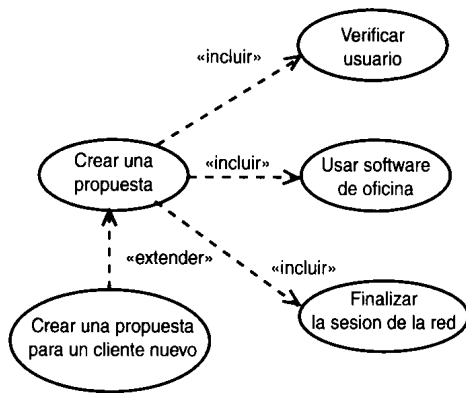 Verificar
usuario
«incluir»
Crear una
propuesta
«incluir»
Usar software
de oficina
«extender»
«incluir»
Crear una propuesta
para un cliente nuevo
Finalizar
la sesion de la red